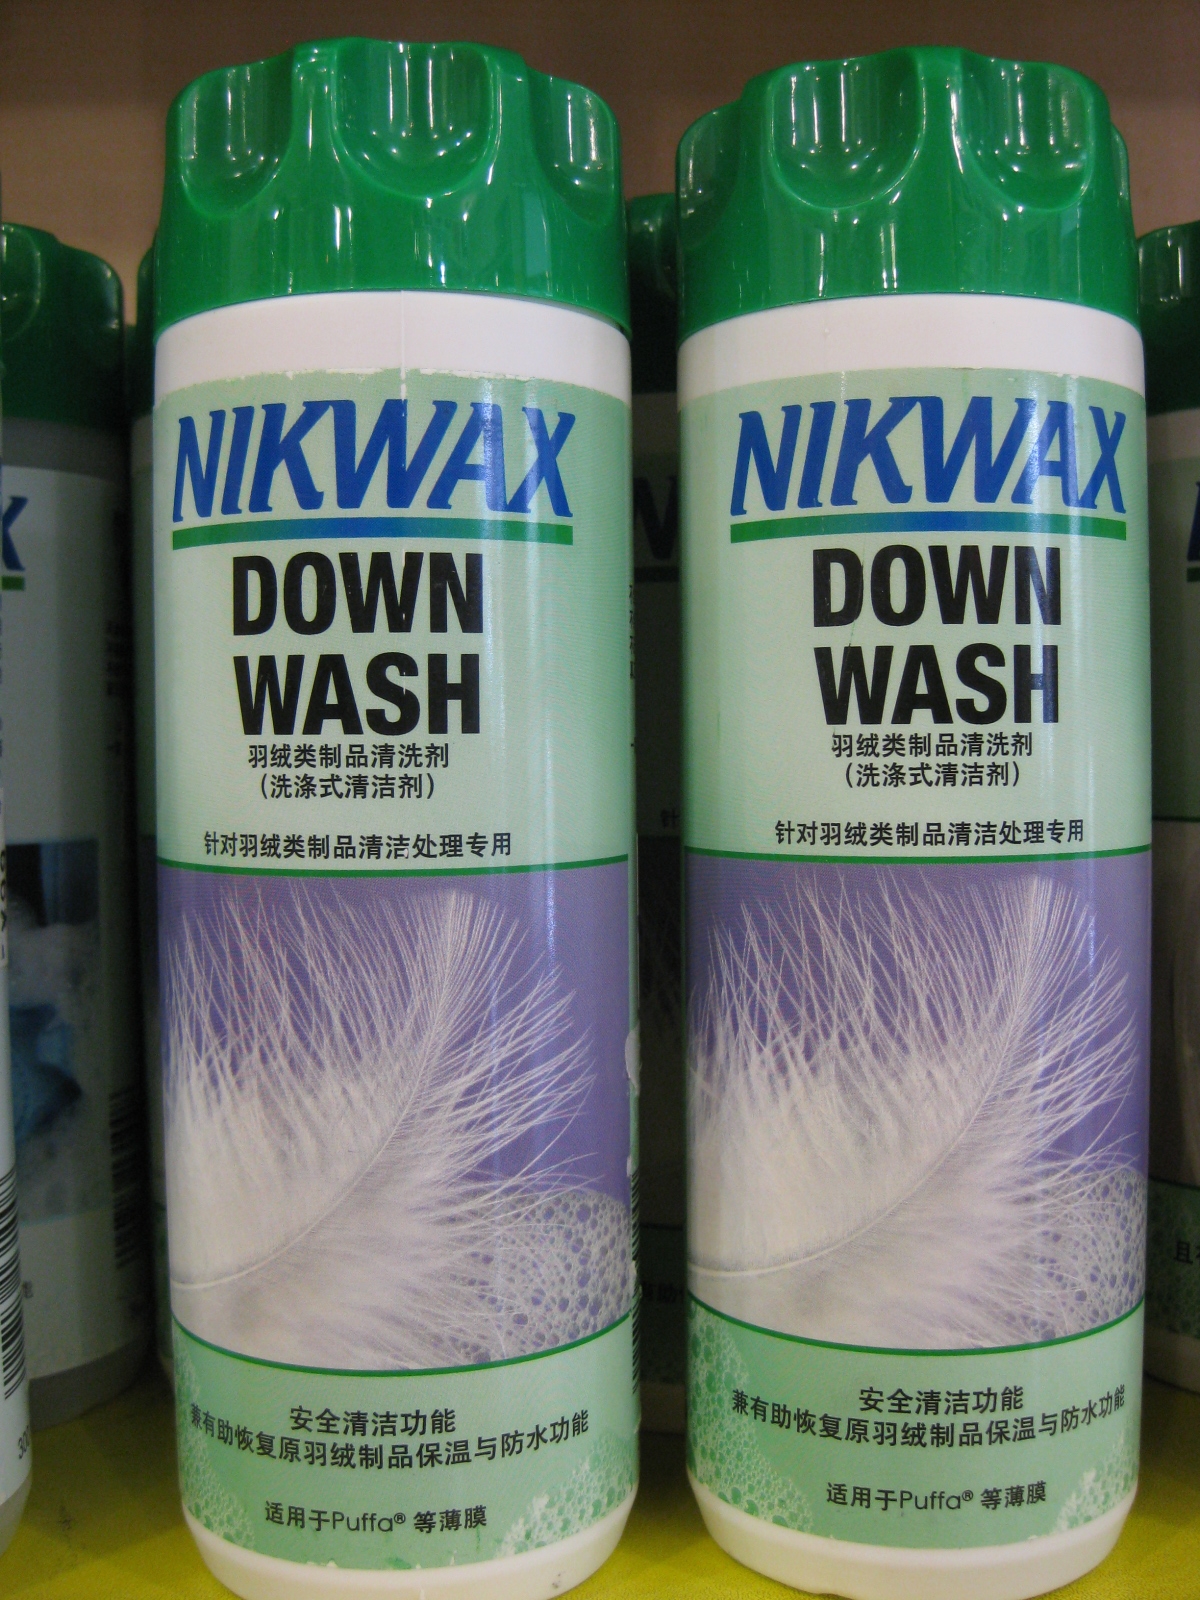 NIKWAX
DOWN
WASH
羽绒类制品清洗剂
(洗涤式清洁剂)
针对羽绒类制品清洁处理专用
安全清洁功能
兼有助恢复原羽绒制品保温与防水功能
适用于Puffa® 等薄膜
NIKWAX
DOWN
WASH
羽绒类制品清洗剂
(洗涤式清洁剂)
针对羽绒类制品清洁处理专用
安全清洁功能
兼有助恢复原羽绒制品保温与防水功能
适用于Puffa® 等薄膜